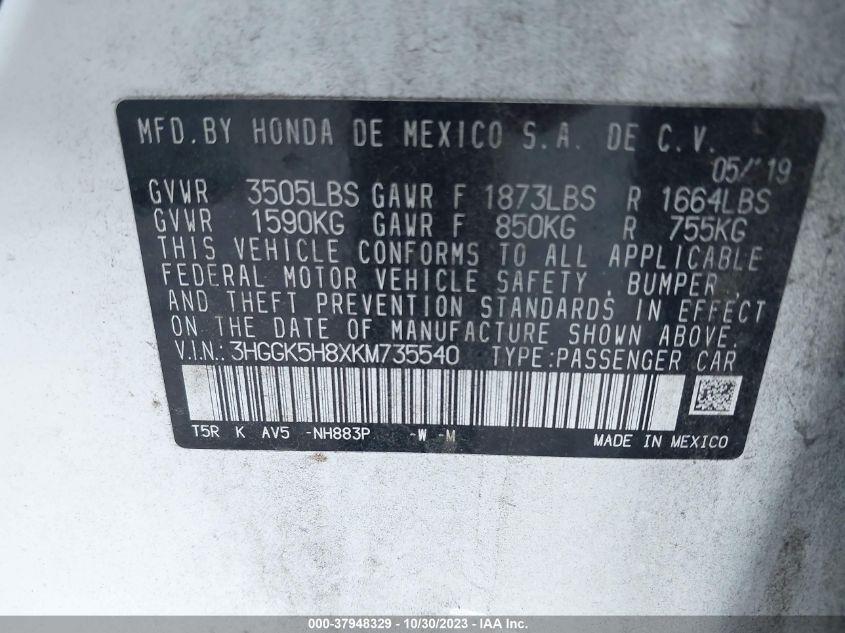 MFD.BY HONDA DE MEXICO S.A. DE C.V.
05/'19
GVWR 3505LBS GAWR F 1873LBS R 1664LBS
GVWR 1590KG GAWR F 850KG R 755KG
THIS VEHICLE CONFORMS TO ALL APPLICABLE
FEDERAL MOTOR VEHICLE SAFETY , BUMPER ,
AND THEFT PREVENTION STANDARDS IN EFFECT
ON THE DATE OF MANUFACTURE SHOWN ABOVE.
V.I.N.: 3HGGK5H8XKM735540 TYPE:PASSENGER CAR
T5R K AV5 -NH883P -W -M MADE IN MEXICO
000-37948329 - 10/30/2023 - IAA Inc.